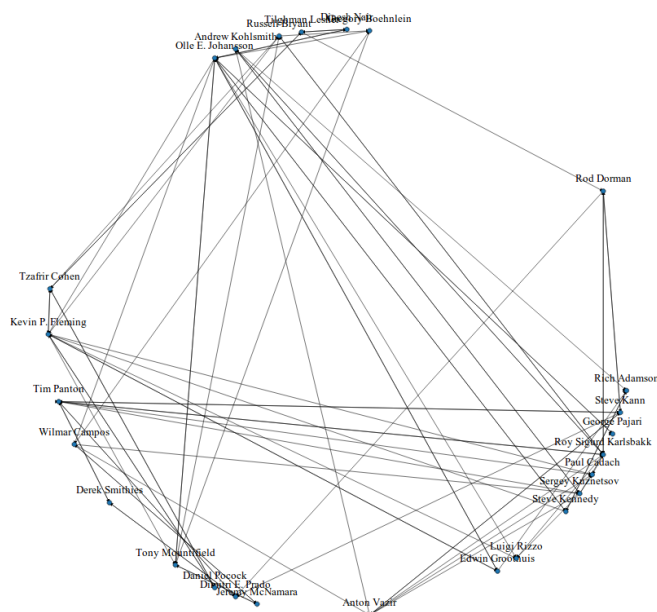 Dinesh Nair
Tilghman Lesher
Gregory Boehnlein
Russell Bryant
Andrew Kohlsmith
Olle E. Johansson
Rod Dorman
Tzafrir Cohen
Kevin P. Fleming
Rich Adamson
Tim Panton
Steve Kann
George Pajari
Wilmar Campos
Roy Sigurd Karlsbakk
Paul Cadach
Sergey Kuznetsov
Derek Smithies
Steve Kennedy
Luigi Rizzo
Tony Mountifield
Edwin Groothuis
Daniel Pocock
Dimitri E. Prado
Jeremy McNamara
Anton Vazir